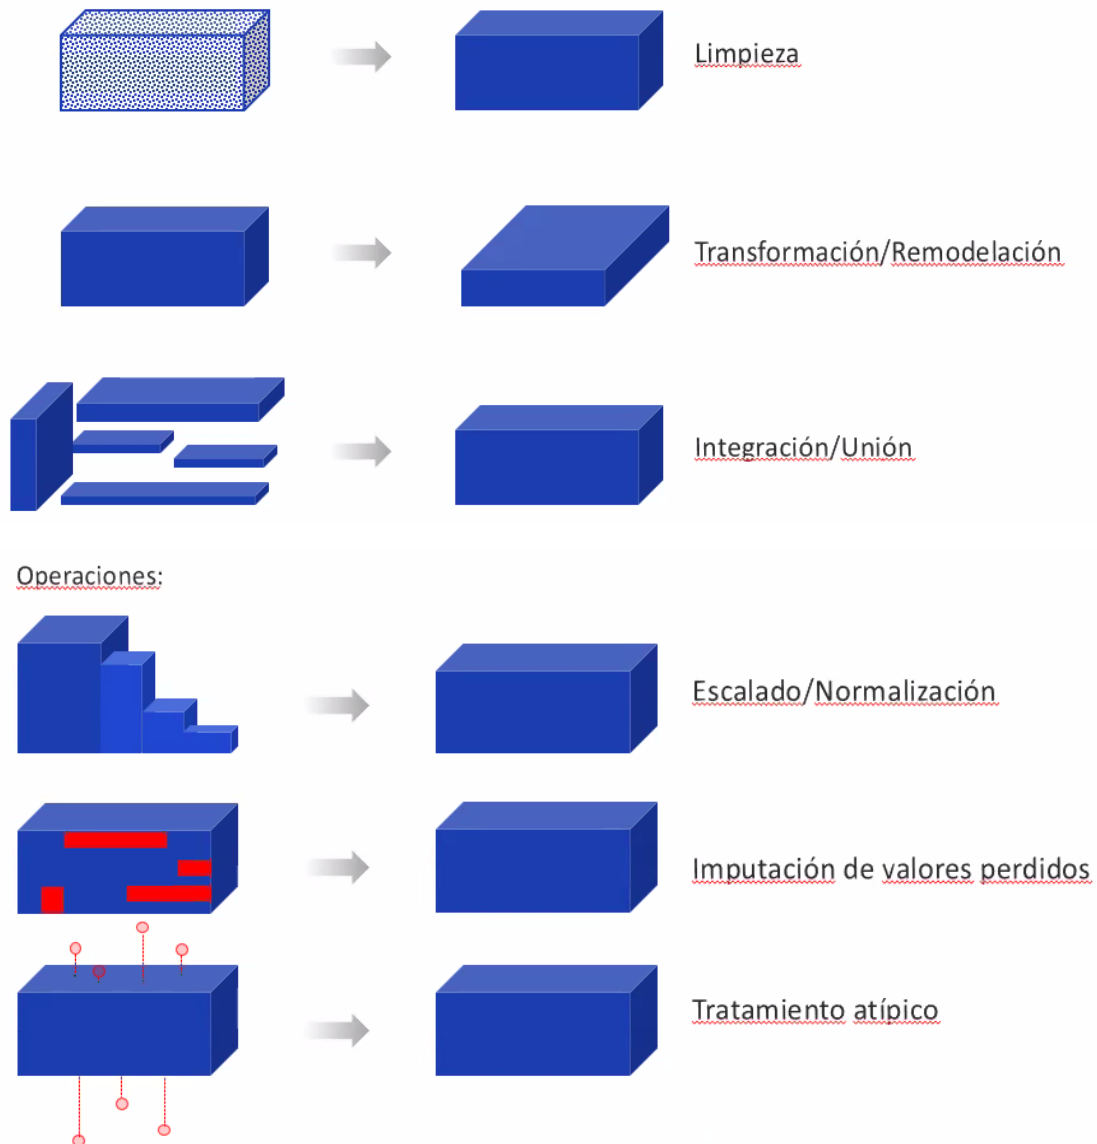 Limpieza
Transformación/Remodelación
Integración/Unión
Operaciones:
Escalado/Normalización
Imputación de valores perdidos
Tratamiento atípico